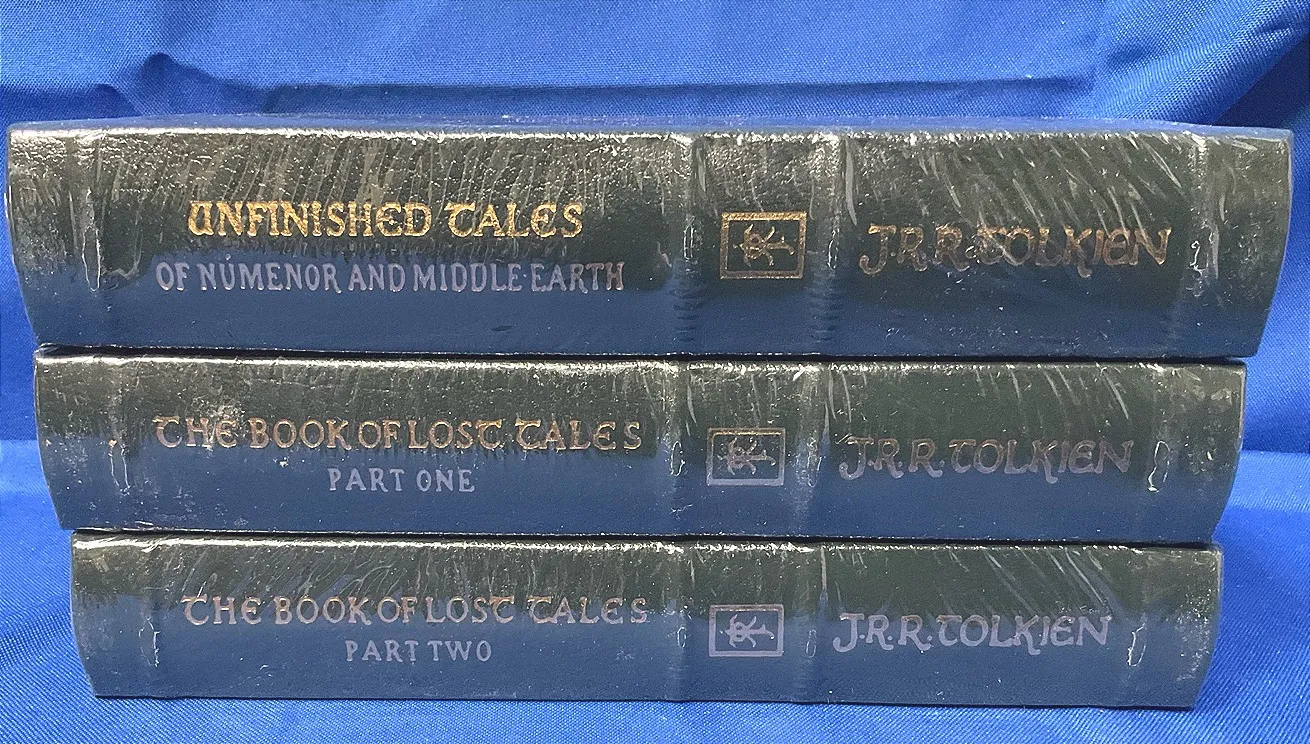 UNFINISHED TALES
OF NÚMENOR AND MIDDLE-EARTH
J.R.R.TOLKIEN
THE BOOK OF LOST TALES
PART ONE
J.R.R.TOLKIEN
THE BOOK OF LOST TALES
PART TWO
J.R.R.TOLKIEN